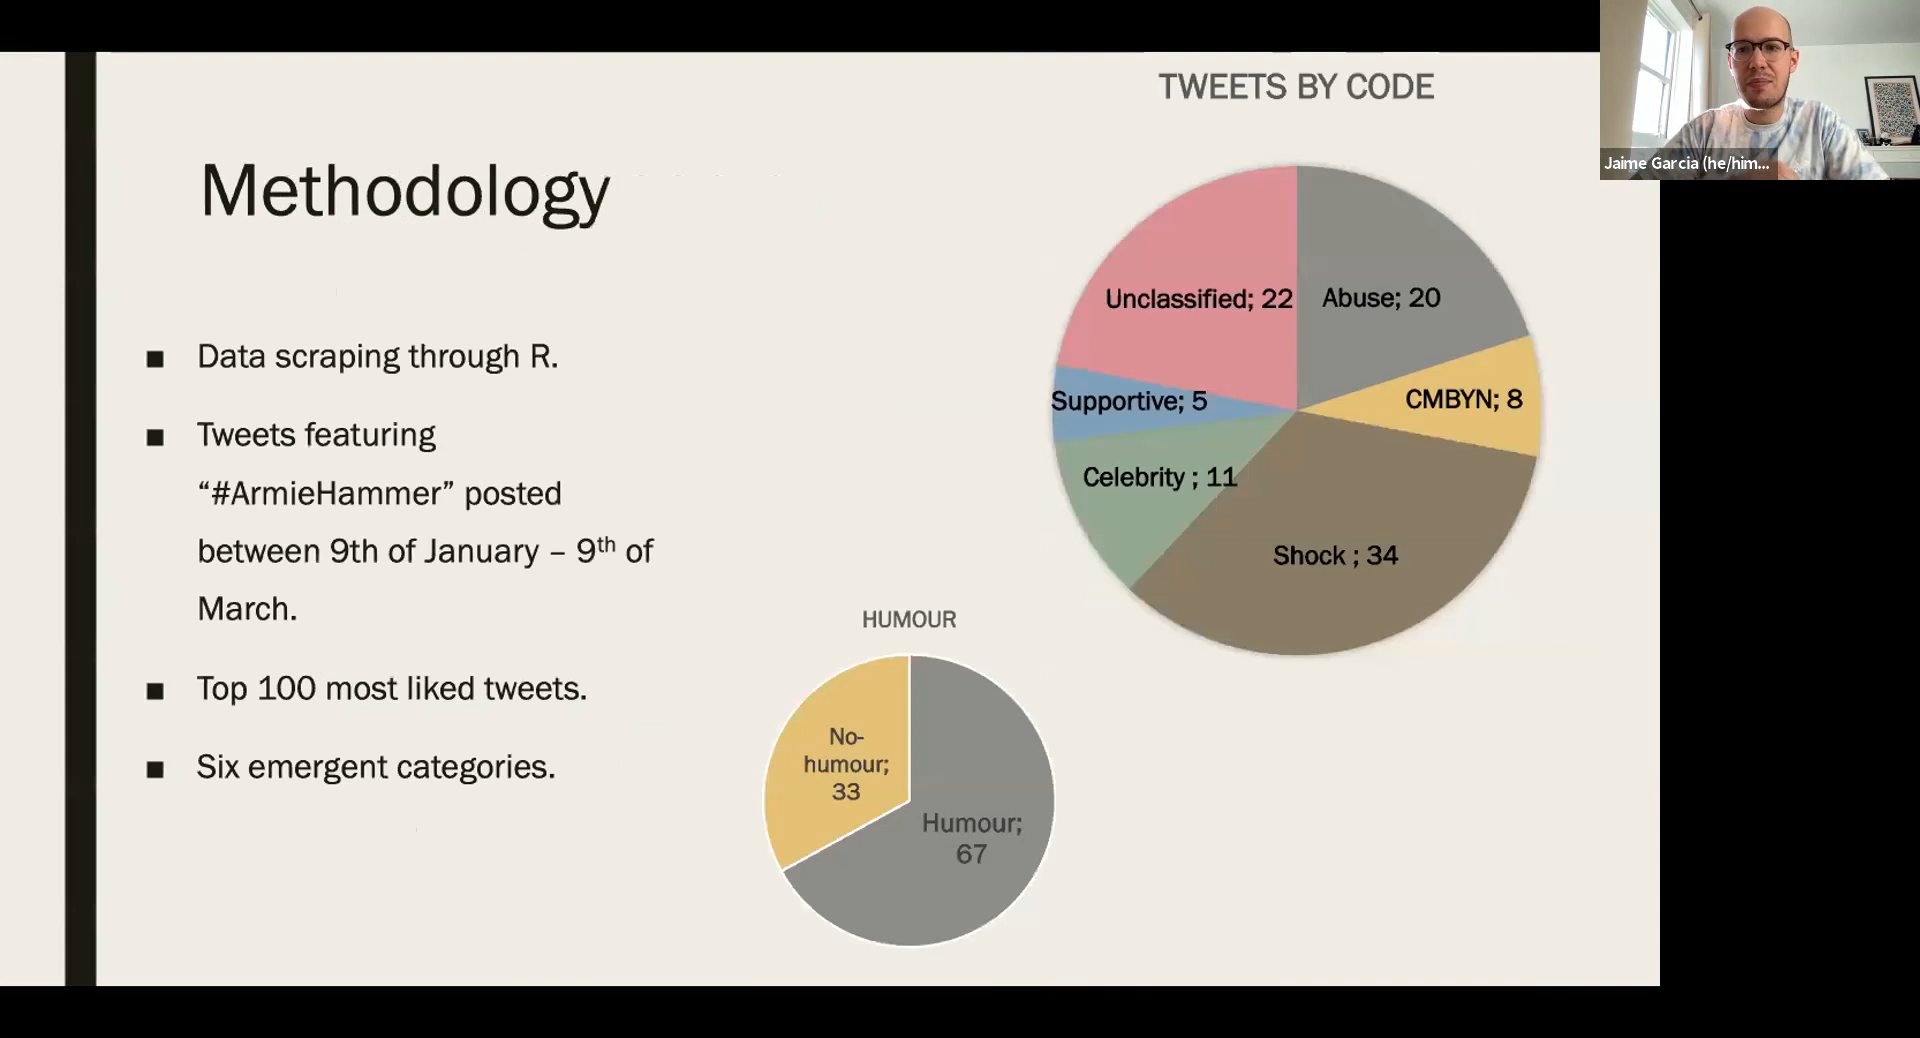 TWEETS BY CODE
Jaime Garcia (he/him...
Methodology
Unclassified; 22
Abuse; 20
■ Data scraping through R.
Supportive; 5
CMBYN; 8
■ Tweets featuring
“#ArmieHammer” posted
between 9th of January – 9th of
March.
Celebrity ; 11
Shock ; 34
■ Top 100 most liked tweets.
■ Six emergent categories.
HUMOUR
No-
humour;
33
Humour;
67